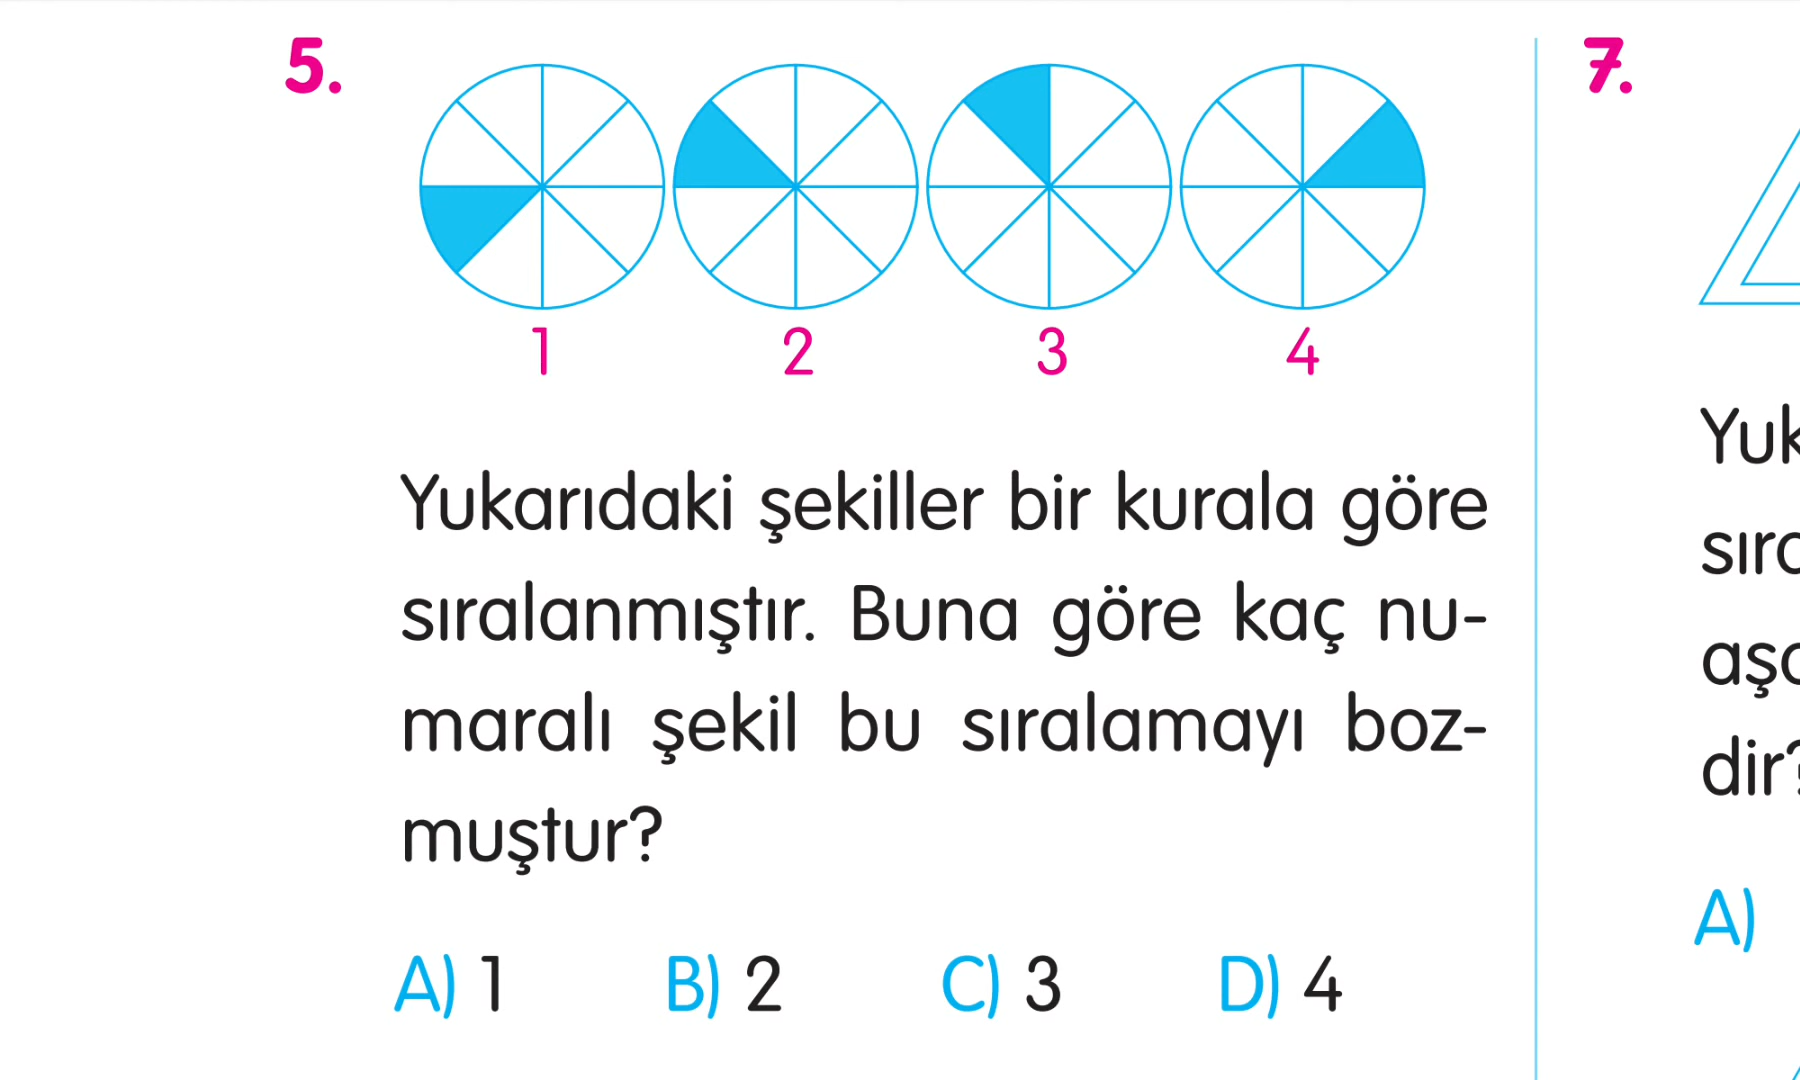 5.
1 2 3 4
Yukarıdaki şekiller bir kurala göre
sıralanmıştır. Buna göre kaç nu-
maralı şekil bu sıralamayı boz-
muştur?
A) 1 B) 2 C) 3 D) 4
7.
A)